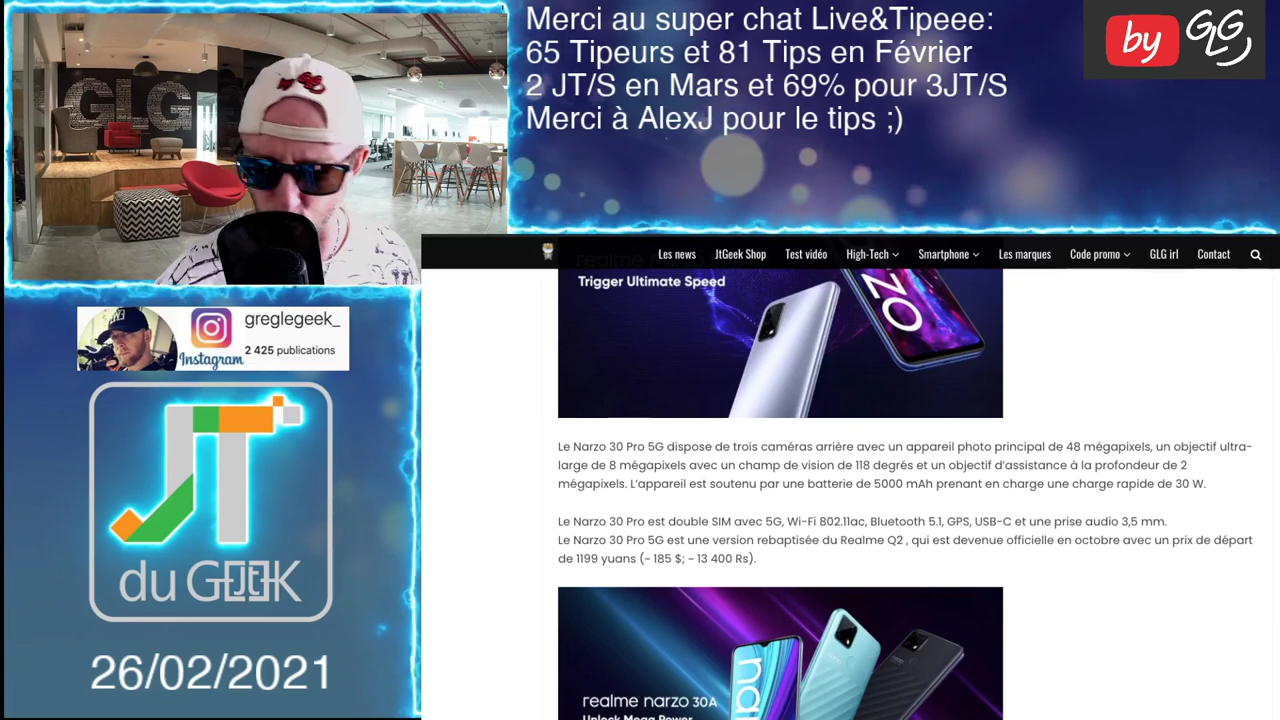 GLG
Merci au super chat Live&Tipeee:
65 Tipeurs et 81 Tips en Février
2 JT/S en Mars et 69% pour 3JT/S
Merci à AlexJ pour le tips ;)
by GLG
Les news JtGeek Shop Test vidéo High-Tech Smartphone Les marques Code promo GLG irl Contact
Trigger Ultimate Speed
Le Narzo 30 Pro 5G dispose de trois caméras arrière avec un appareil photo principal de 48 mégapixels, un objectif ultra-
large de 8 mégapixels avec un champ de vision de 118 degrés et un objectif d'assistance à la profondeur de 2
mégapixels. L'appareil est soutenu par une batterie de 5000 mAh prenant en charge une charge rapide de 30 W.
Le Narzo 30 Pro est double SIM avec 5G, Wi-Fi 802.11ac, Bluetooth 5.1, GPS, USB-C et une prise audio 3,5 mm.
Le Narzo 30 Pro 5G est une version rebaptisée du Realme Q2 , qui est devenue officielle en octobre avec un prix de départ
de 1199 yuans (~ 185 $; ~ 13 400 Rs).
realme narzo 30A
Unlock Mega Power
greglegeek_
Instagram
2 425 publications
JT
du GEEK
26/02/2021